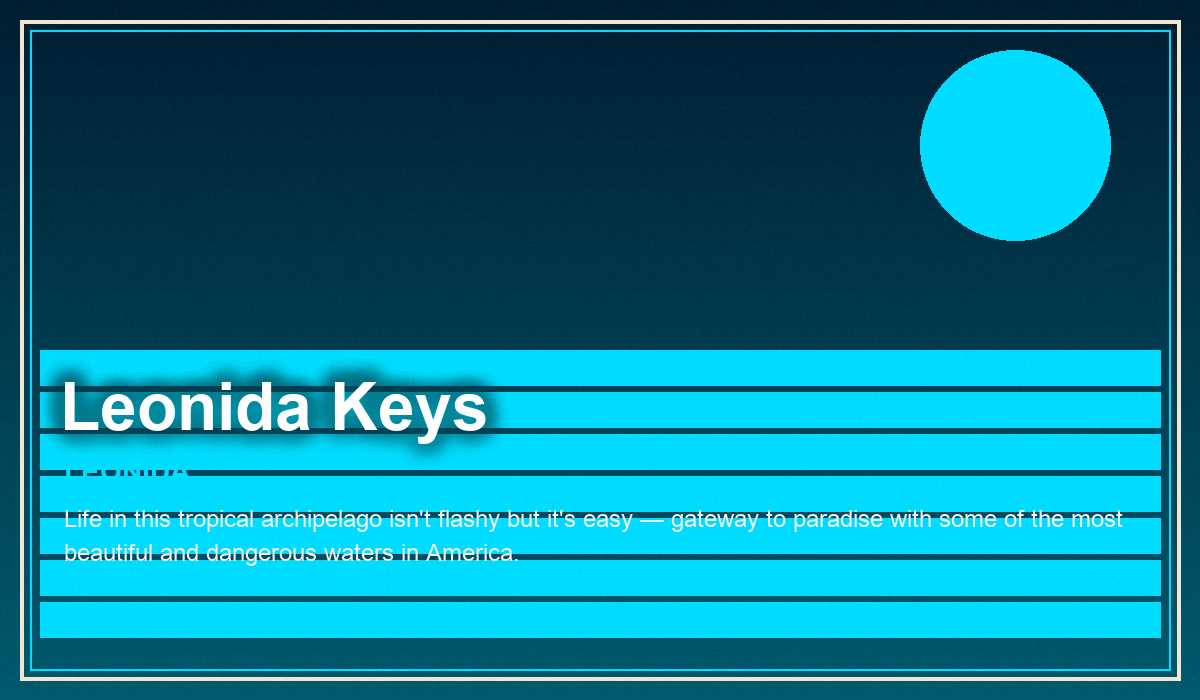 Leonida Keys
LEONIDA
Life in this tropical archipelago isn't flashy but it's easy — gateway to paradise with some of the most
beautiful and dangerous waters in America.